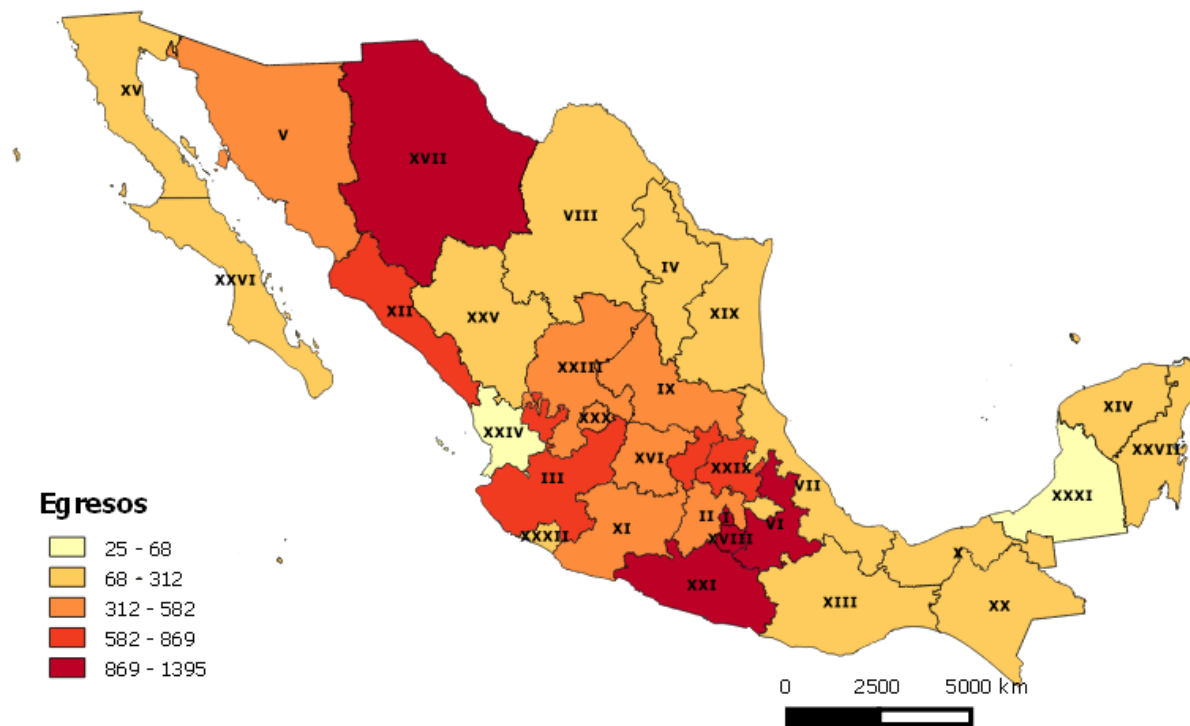 XV
V
XVII
VIII
IV
XXVI
XII
XXV
XIX
XXIII
IX
XXIV
XXX
XIV
XVI
XXIX
XXVII
III
VII
XXXI
XI
II
I
VI
XXXII
XVIII
X
XXI
XIII
XX
Egresos
25 - 68
68 - 312
312 - 582
582 - 869
869 - 1395
0 2500 5000 km